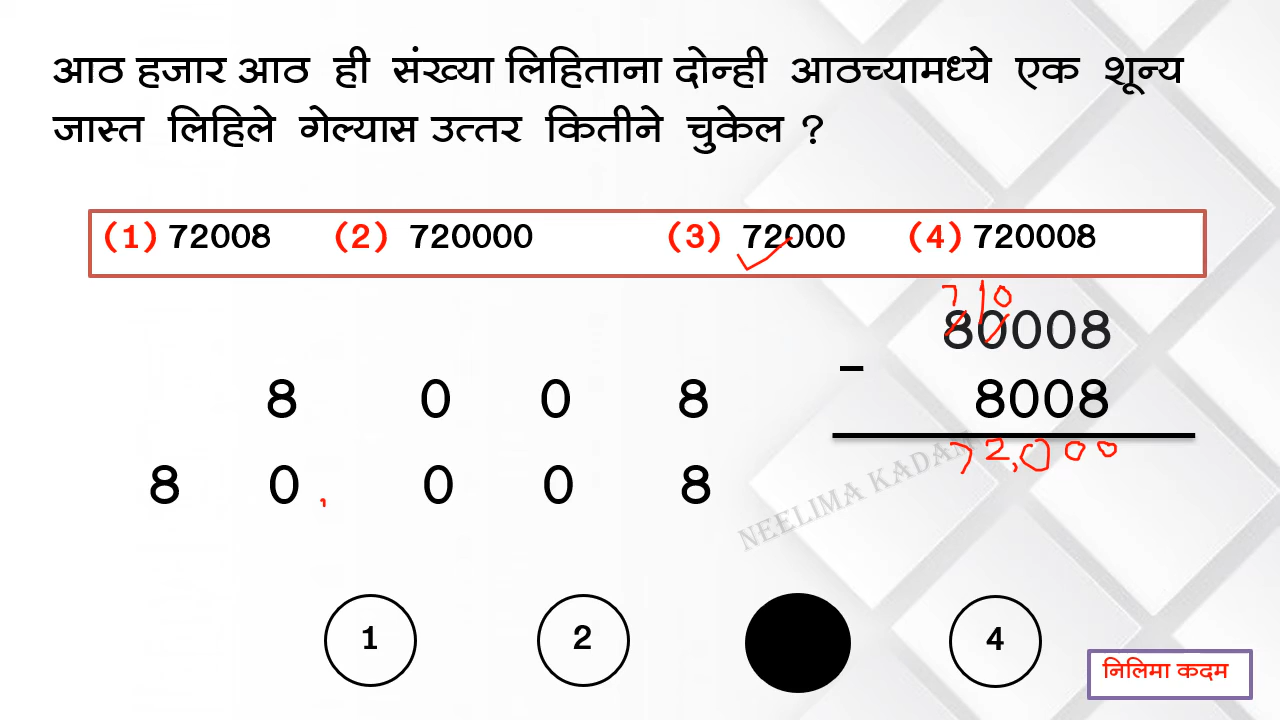 आठ हजार आठ ही संख्या लिहिताना दोन्ही आठच्यामध्ये एक शून्य
जास्त लिहिले गेल्यास उत्तर कितीने चुकेल ?
(1) 72008 (2) 720000 (3) 72000 (4) 720008
7 10
80008
8 0 0 8
- 8008
72,000
8 0, 0 0 8
NEELIMA KADAM
1 2 4
निलिमा कदम